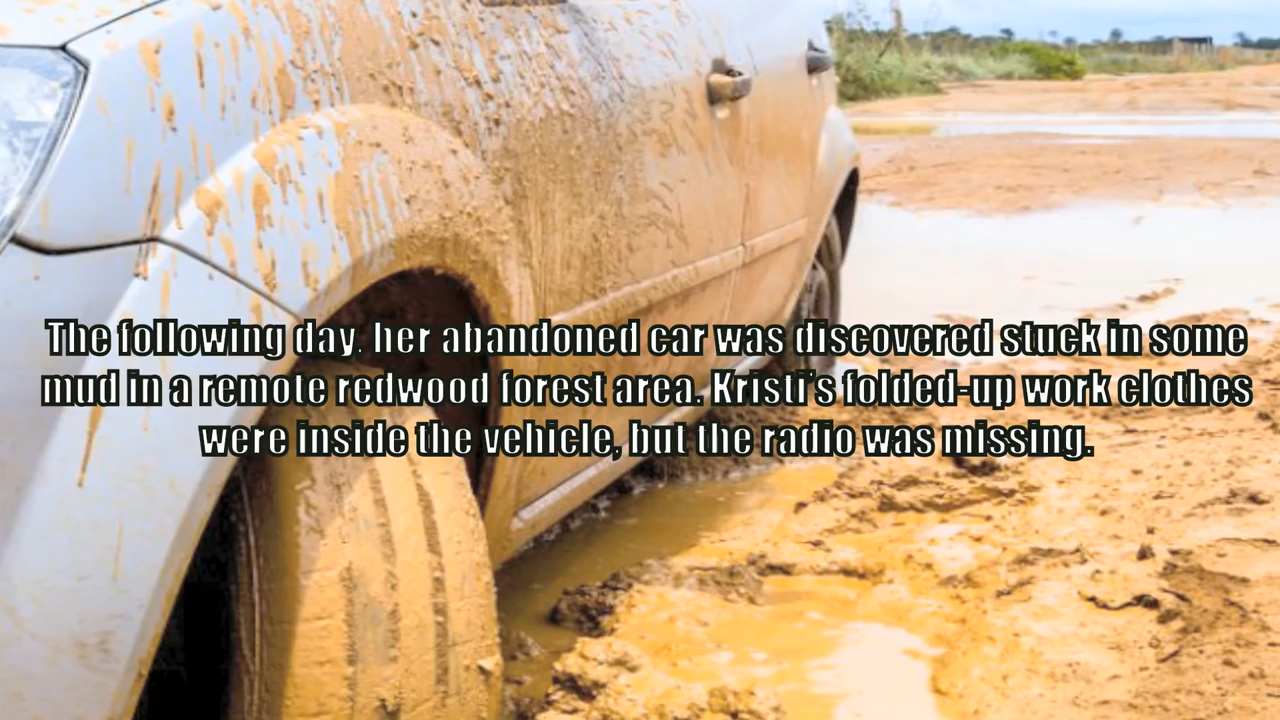 The following day, her abandoned car was discovered stuck in some
mud in a remote redwood forest area. Kristi's folded-up work clothes
were inside the vehicle, but the radio was missing.